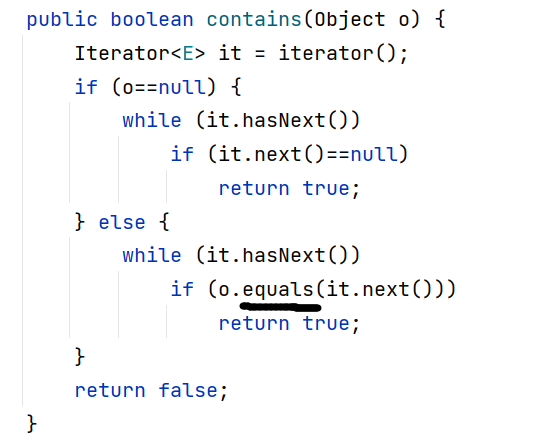 public boolean contains(Object o) {
    Iterator<E> it = iterator();
    if (o==null) {
        while (it.hasNext())
            if (it.next()==null)
                return true;
    } else {
        while (it.hasNext())
            if (o.equals(it.next()))
                return true;
    }
    return false;
}